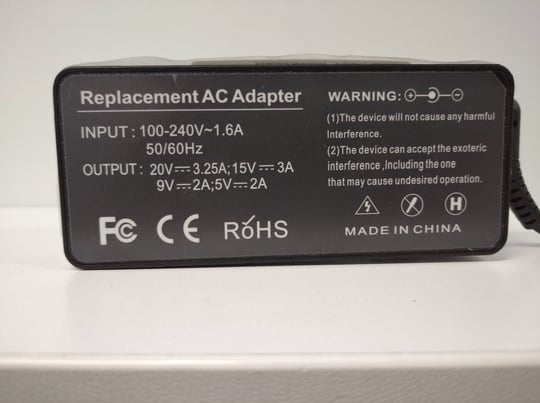 Replacement AC Adapter
INPUT : 100-240V~1.6A
50/60Hz
OUTPUT : 20V⎓3.25A;15V⎓3A
9V⎓2A;5V⎓2A
FC CE RoHS
WARNING:
(1)The device will not cause any harmful
Interference.
(2)The device can accept the exoteric
interference ,Including the one
that may cause undesired operation.
H
MADE IN CHINA